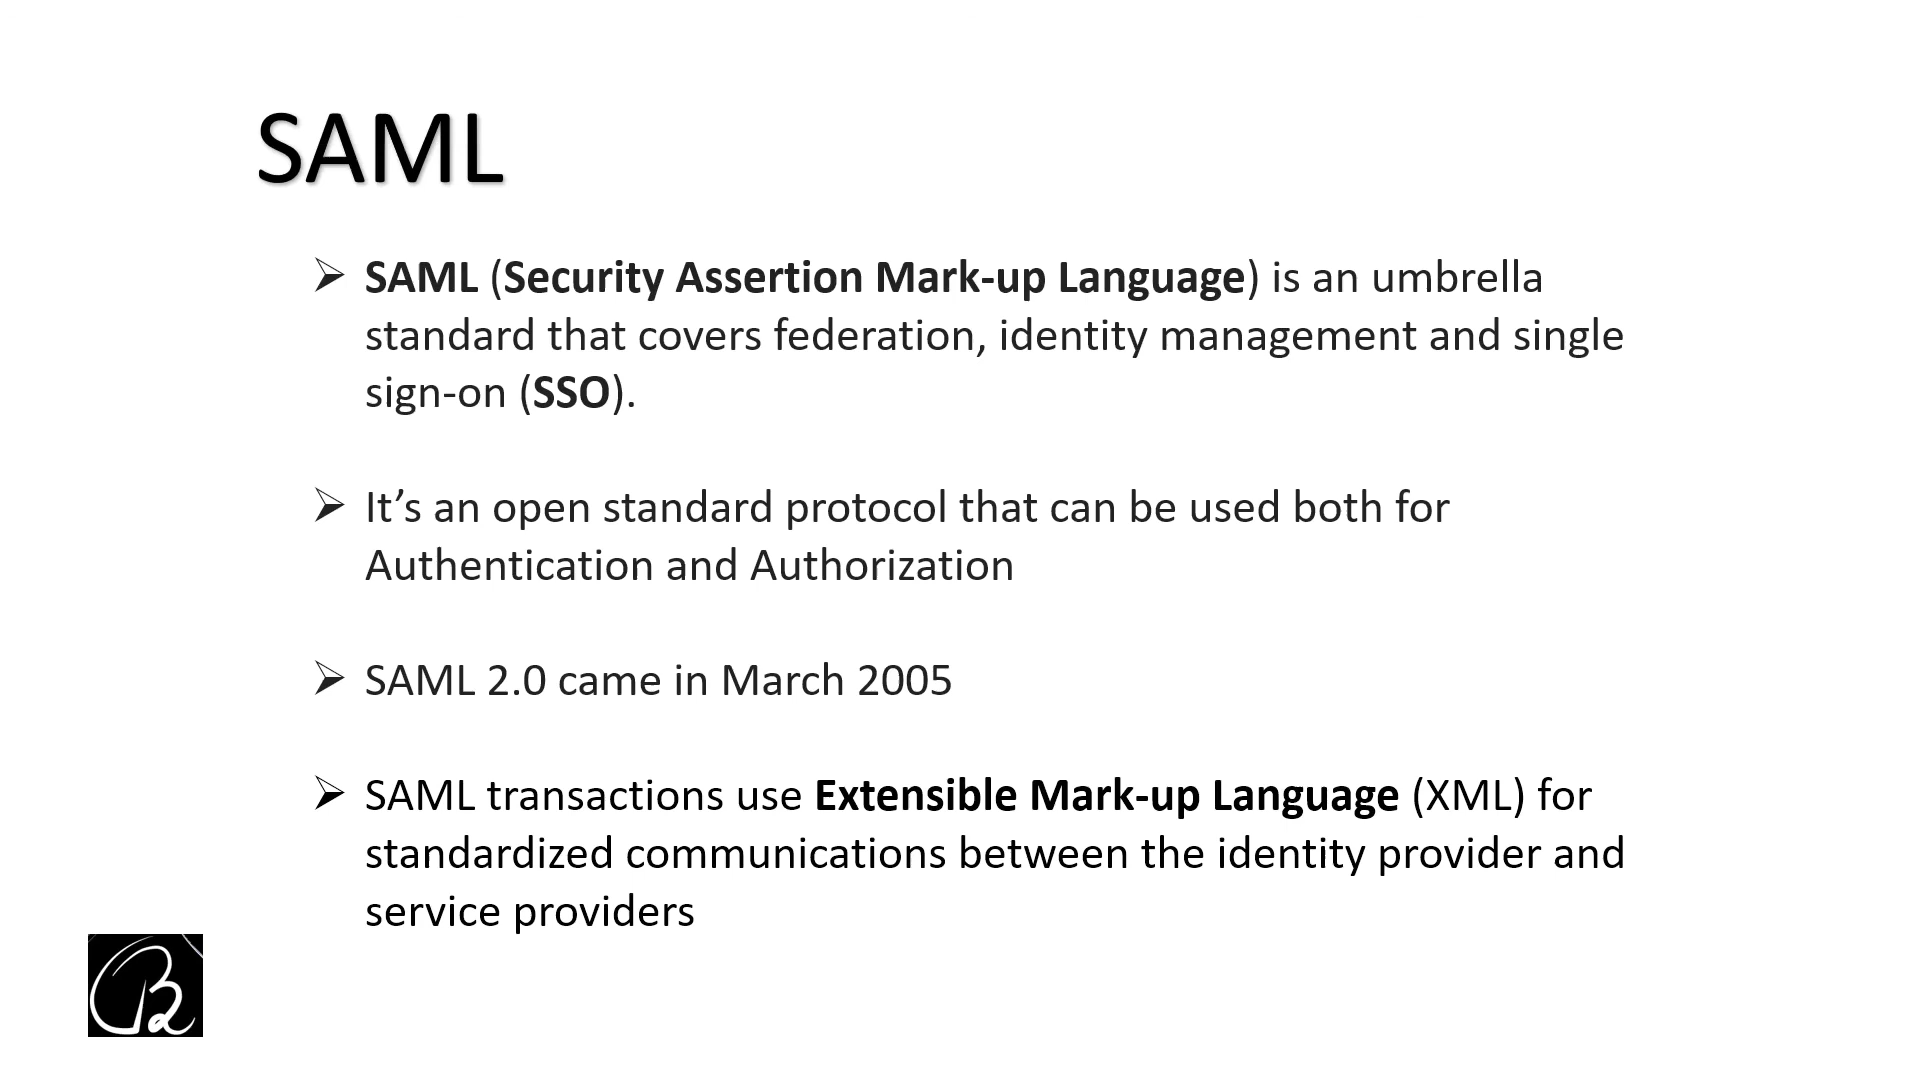 SAML
➢ SAML (Security Assertion Mark-up Language) is an umbrella
standard that covers federation, identity management and single
sign-on (SSO).
➢ It’s an open standard protocol that can be used both for
Authentication and Authorization
➢ SAML 2.0 came in March 2005
➢ SAML transactions use Extensible Mark-up Language (XML) for
standardized communications between the identity provider and
service providers